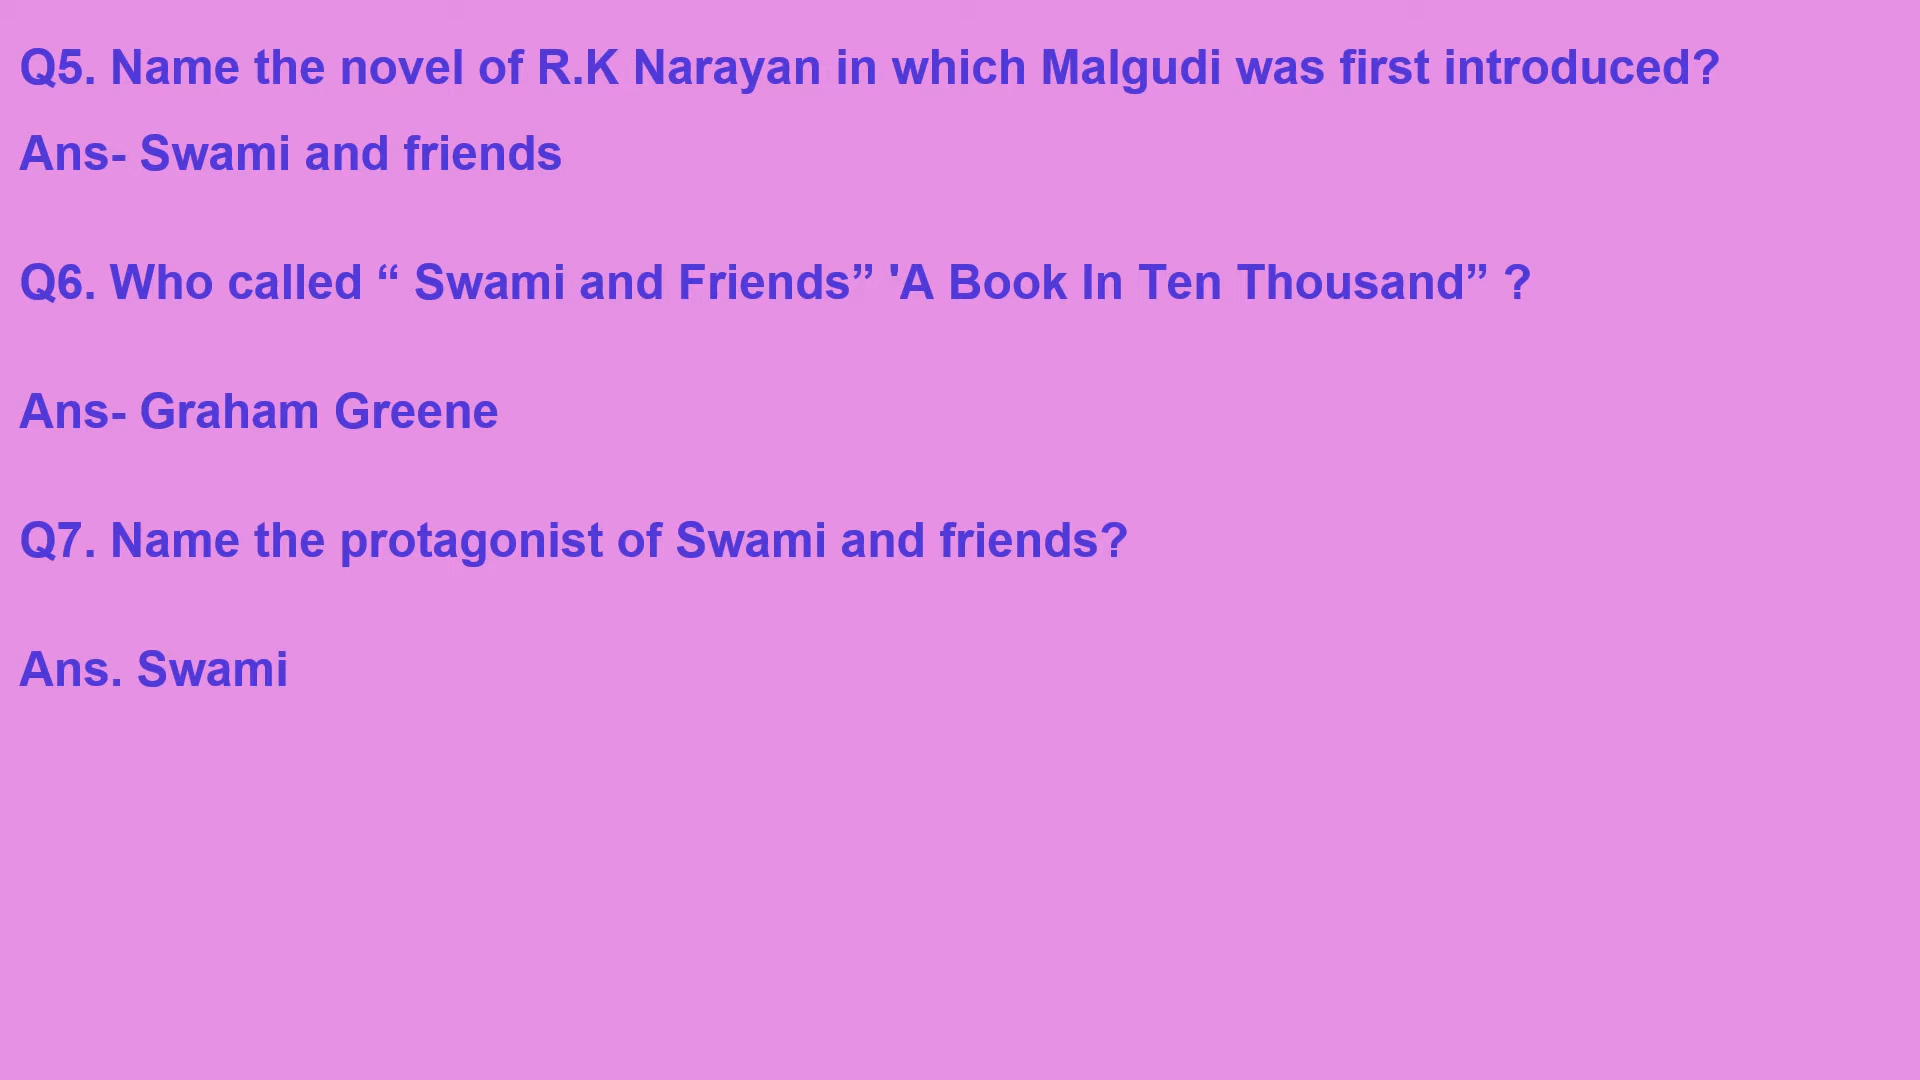 Q5. Name the novel of R.K Narayan in which Malgudi was first introduced?
Ans- Swami and friends
Q6. Who called “ Swami and Friends” 'A Book In Ten Thousand” ?
Ans- Graham Greene
Q7. Name the protagonist of Swami and friends?
Ans. Swami